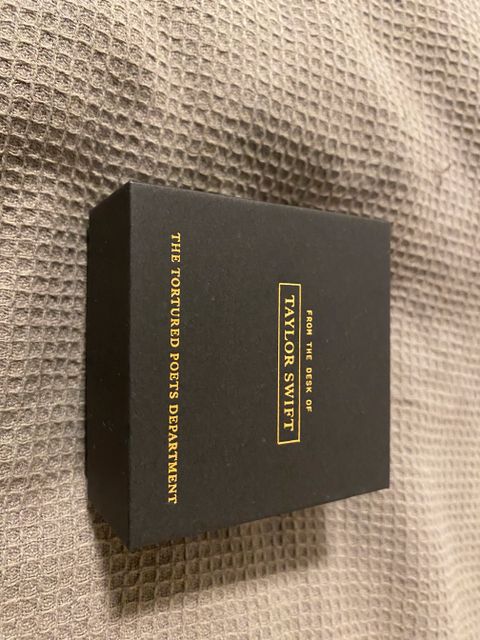 FROM THE DESK OF
TAYLOR SWIFT
THE TORTURED POETS DEPARTMENT